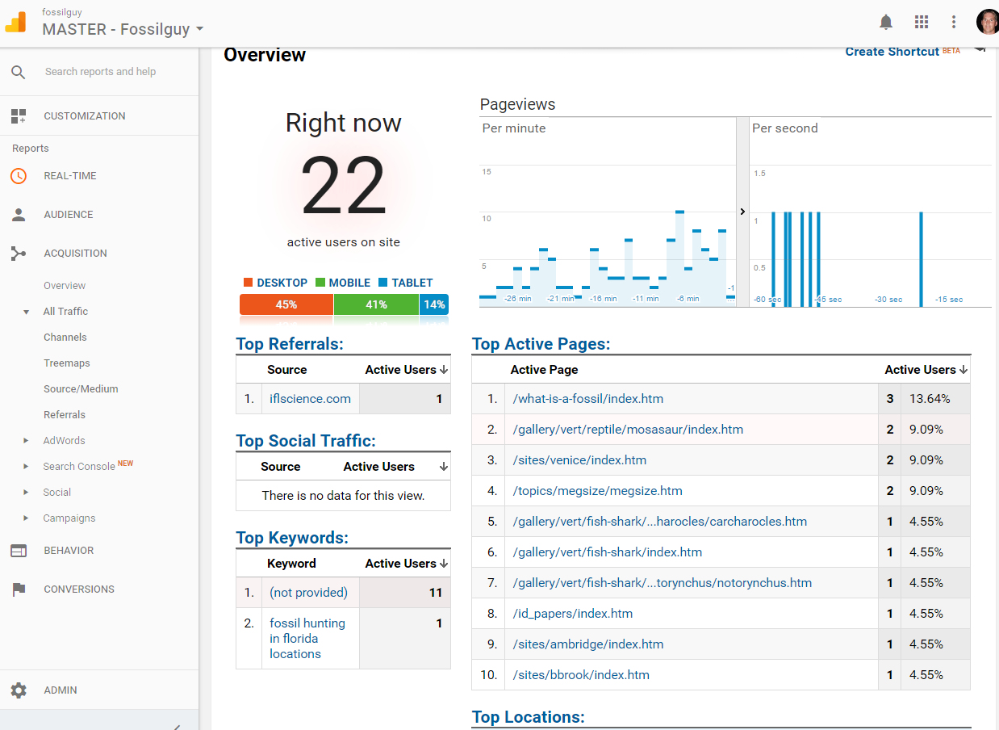 fossilguy
MASTER - Fossilguy
Search reports and help
CUSTOMIZATION
Reports
REAL-TIME
AUDIENCE
ACQUISITION
Overview
All Traffic
Channels
Treemaps
Source/Medium
Referrals
AdWords
Search Console NEW
Social
Campaigns
BEHAVIOR
CONVERSIONS
ADMIN
Overview
Create Shortcut BETA
Right now
22
active users on site
DESKTOP MOBILE TABLET
45% 41% 14%
Pageviews
Per minute
15
10
5
-26 min -21 min -16 min -11 min -6 min
-1
...
Per second
1.5
1
0.5
-60 sec -45 sec -30 sec -15 sec
Top Referrals:
Source Active Users
1. iflscience.com 1
Top Social Traffic:
Source Active Users
There is no data for this view.
Top Keywords:
Keyword Active Users
1. (not provided) 11
2. fossil hunting 1
in florida
locations
Top Active Pages:
Active Page Active Users
1. /what-is-a-fossil/index.htm 3 13.64%
2. /gallery/vert/reptile/mosasaur/index.htm 2 9.09%
3. /sites/venice/index.htm 2 9.09%
4. /topics/megsize/megsize.htm 2 9.09%
5. /gallery/vert/fish-shark/...harocles/carcharocles.htm 1 4.55%
6. /gallery/vert/fish-shark/index.htm 1 4.55%
7. /gallery/vert/fish-shark/...torynchus/notorynchus.htm 1 4.55%
8. /id_papers/index.htm 1 4.55%
9. /sites/ambridge/index.htm 1 4.55%
10. /sites/bbrook/index.htm 1 4.55%
Top Locations: